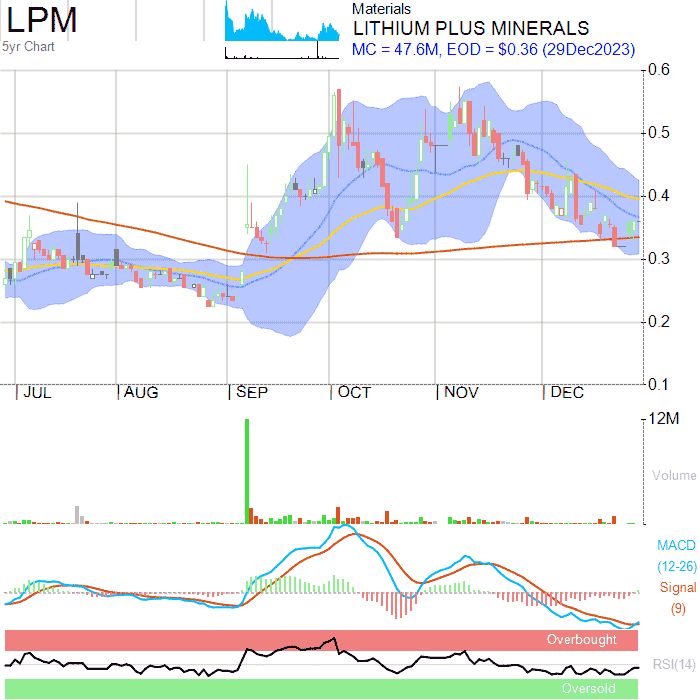 LPM
5yr Chart
Materials
LITHIUM PLUS MINERALS
MC = 47.6M, EOD = $0.36 (29Dec2023)
0.6
0.5
0.4
0.3
0.2
0.1
JUL AUG SEP OCT NOV DEC
12M
Volume
MACD
(12-26)
Signal
(9)
Overbought
RSI(14)
Oversold